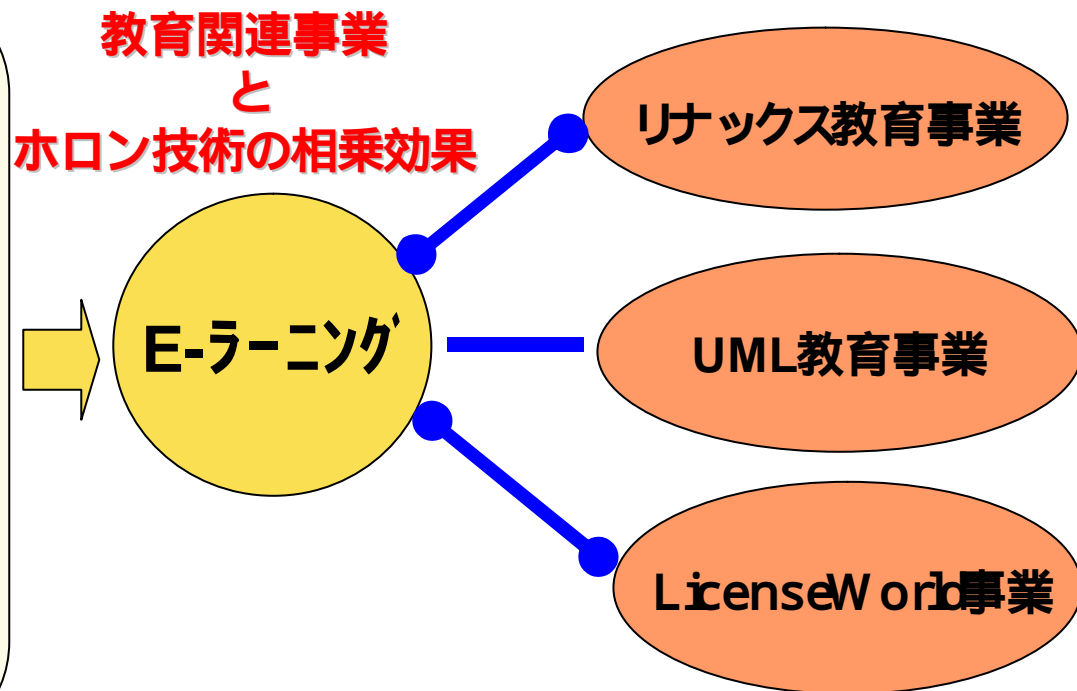 教育関連事業
と
ホロン技術の相乗効果
リナックス教育事業
E-ラーニング
UML教育事業
LicenseWorld事業